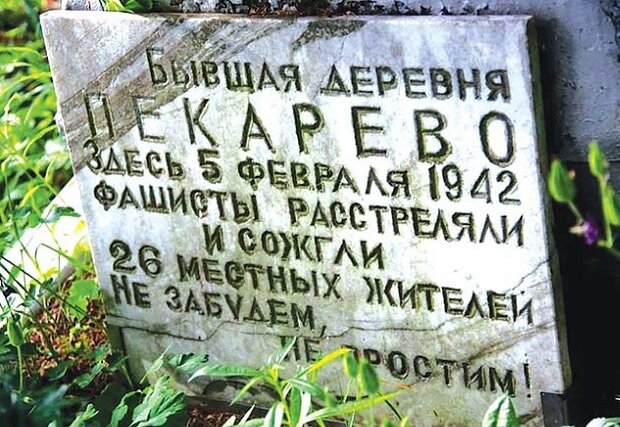 Бывшая деревня
ПЕКАРЕВО
Здесь 5 февраля 1942
фашисты расстреляли
и сожгли
26 местных жителей
Не забудем,
не простим!